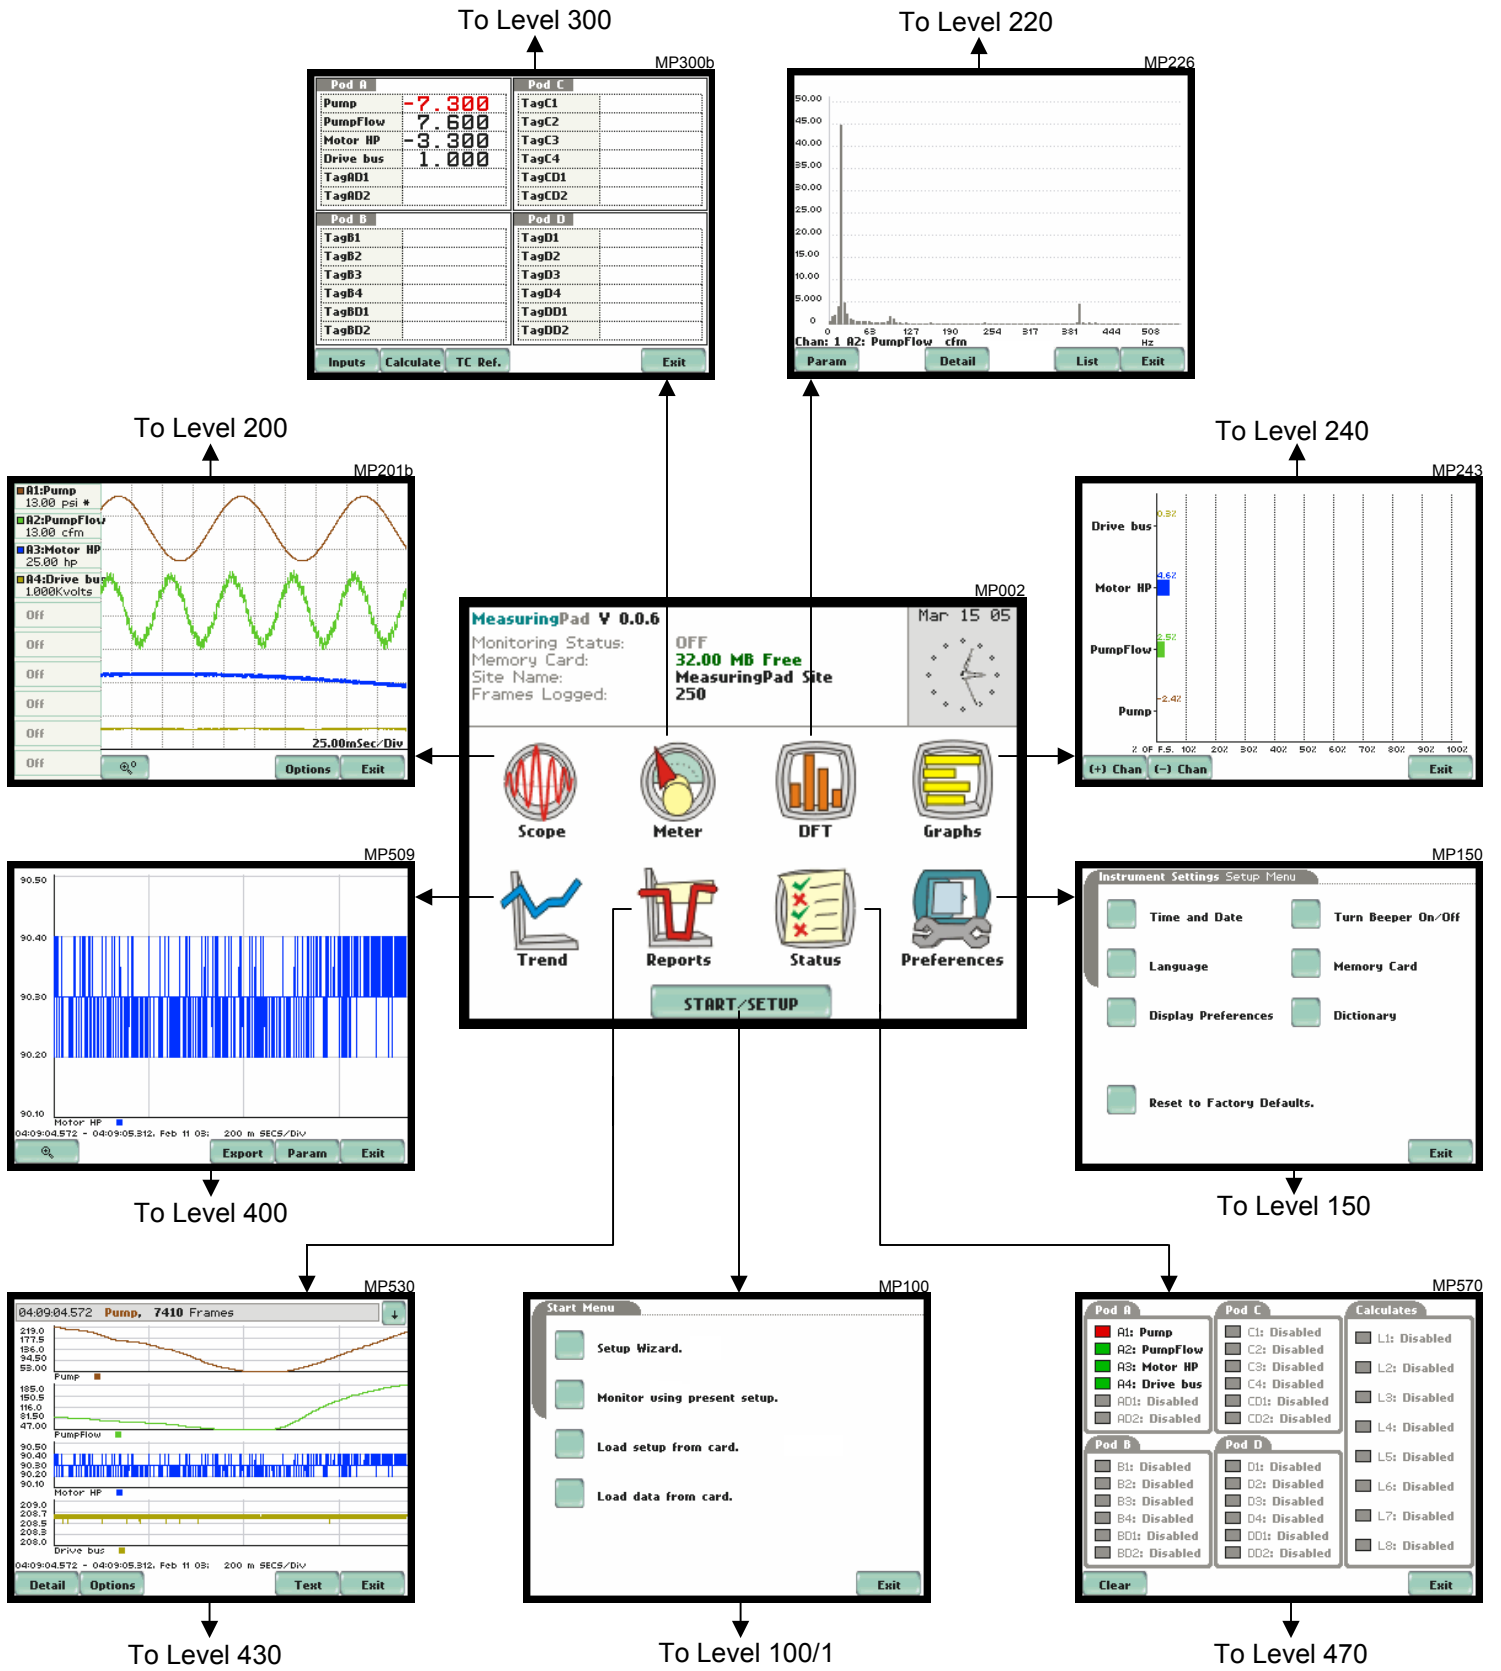 To Level 300
To Level 220
MP300b
Pod A
Pump -7.300
PumpFlow 7.600
Motor HP -3.300
Drive bus 1.000
TagAD1
TagAD2
Pod C
TagC1
TagC2
TagC3
TagC4
TagCD1
TagCD2
Pod B
TagB1
TagB2
TagB3
TagB4
TagBD1
TagBD2
Pod D
TagD1
TagD2
TagD3
TagD4
TagDD1
TagDD2
Inputs Calculate TC Ref. Exit
MP226
50.00
45.00
40.00
35.00
30.00
25.00
20.00
15.00
10.00
5.000
0
0 63 127 190 254 317 381 444 508
Hz
Chan: 1 A2: PumpFlow cfm
Param Detail List Exit
To Level 200
MP201b
A1:Pump
13.00 psi *
A2:PumpFlow
13.00 cfm
A3:Motor HP
25.00 hp
A4:Drive bus
1.000Kvolts
Off
Off
Off
Off
Off
Off
25.00mSec/Div
Options Exit
To Level 240
MP243
Drive bus 0.3%
Motor HP 4.6%
PumpFlow 2.5%
Pump -2.4%
% OF F.S. 10% 20% 30% 40% 50% 60% 70% 80% 90% 100%
(+) Chan (-) Chan Exit
MP002
MeasuringPad V 0.0.6
Mar 15 05
Monitoring Status: OFF
Memory Card: 32.00 MB Free
Site Name: MeasuringPad Site
Frames Logged: 250
Scope Meter DFT Graphs
Trend Reports Status Preferences
START/SETUP
MP509
90.50
90.40
90.30
90.20
90.10
Motor HP
04:09:04.572 - 04:09:05.312, Feb 11 03; 200 m SECS/Div
Export Param Exit
To Level 400
MP150
Instrument Settings Setup Menu
Time and Date
Turn Beeper On/Off
Language
Memory Card
Display Preferences
Dictionary
Reset to Factory Defaults.
Exit
To Level 150
MP530
04:09:04.572 Pump, 7410 Frames
219.0
177.5
136.0
94.50
53.00
Pump
185.0
150.5
116.0
81.50
47.00
PumpFlow
90.50
90.40
90.30
90.20
90.10
Motor HP
209.0
208.7
208.5
208.3
208.0
Drive bus
04:09:04.572 - 04:09:05.312, Feb 11 03; 200 m SECS/Div
Detail Options Text Exit
To Level 430
MP100
Start Menu
Setup Wizard.
Monitor using present setup.
Load setup from card.
Load data from card.
Exit
To Level 100/1
MP570
Pod A
A1: Pump
A2: PumpFlow
A3: Motor HP
A4: Drive bus
AD1: Disabled
AD2: Disabled
Pod C
C1: Disabled
C2: Disabled
C3: Disabled
C4: Disabled
CD1: Disabled
CD2: Disabled
Calculates
L1: Disabled
L2: Disabled
L3: Disabled
L4: Disabled
L5: Disabled
L6: Disabled
L7: Disabled
L8: Disabled
Pod B
B1: Disabled
B2: Disabled
B3: Disabled
B4: Disabled
BD1: Disabled
BD2: Disabled
Pod D
D1: Disabled
D2: Disabled
D3: Disabled
D4: Disabled
DD1: Disabled
DD2: Disabled
Clear Exit
To Level 470